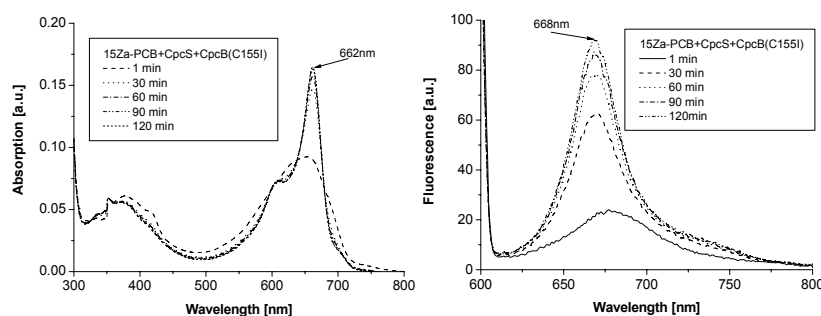 0.20
0.15
0.10
0.05
0.00
300
400
500
600
700
800
Absorption [a.u.]
Wavelength [nm]
15Za-PCB+CpcS+CpcB(C155I)
1 min
30 min
60 min
90 min
120 min
662nm
100
80
60
40
20
0
600
650
700
750
800
Fluorescence [a.u.]
Wavelength [nm]
668nm
15Za-PCB+CpcS+CpcB(C155I)
1 min
30 min
60 min
90 min
120min